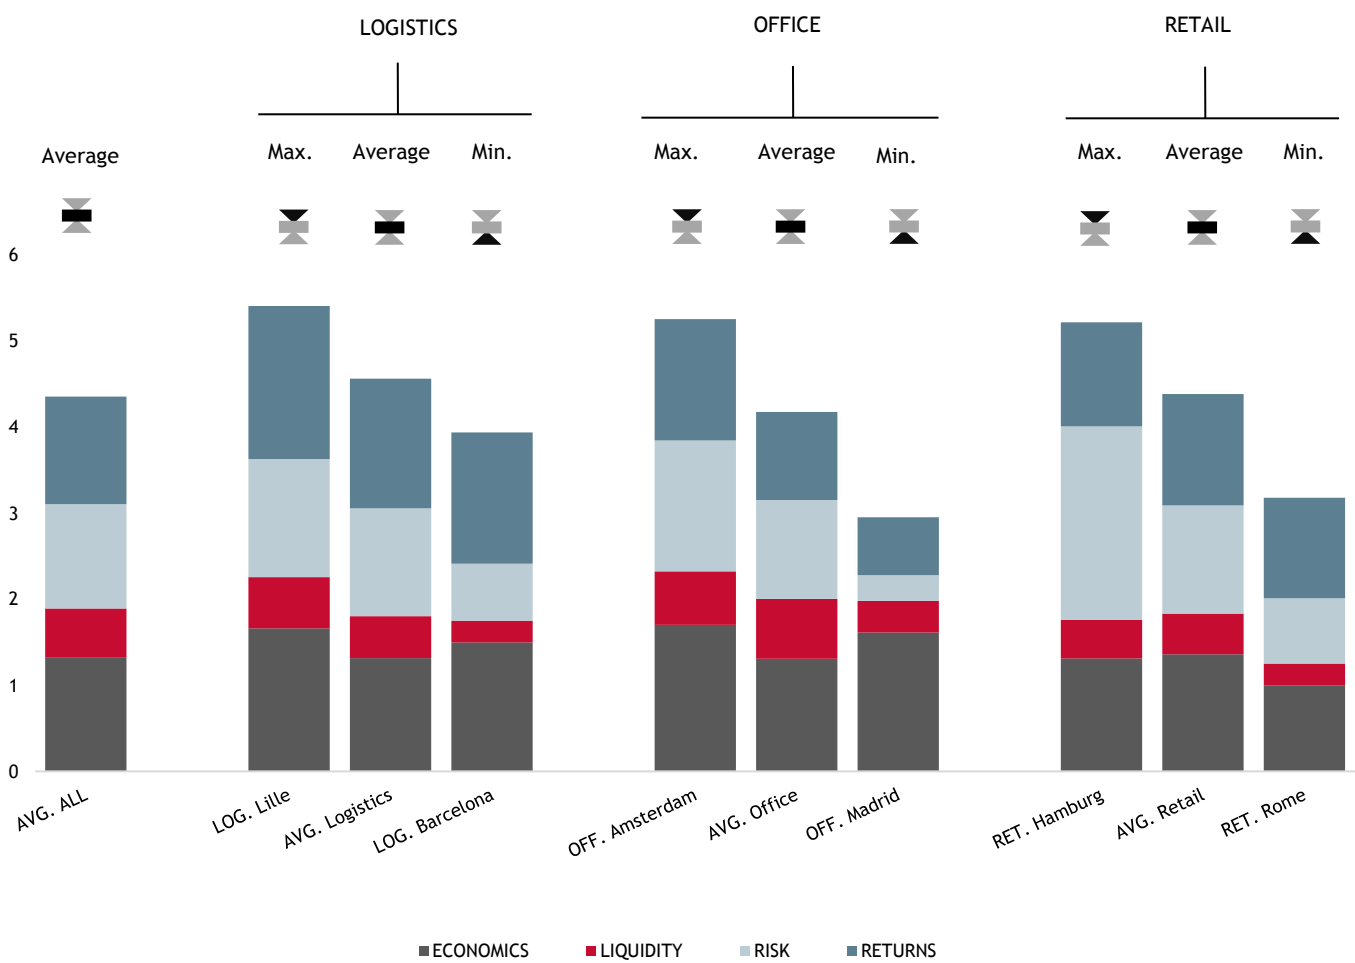 LOGISTICS
OFFICE
RETAIL
Average
Max.
Average
Min.
Max.
Average
Min.
Max.
Average
Min.
6
5
4
3
2
1
0
AVG. ALL
LOG. Lille
AVG. Logistics
LOG. Barcelona
OFF. Amsterdam
AVG. Office
OFF. Madrid
RET. Hamburg
AVG. Retail
RET. Rome
ECONOMICS
LIQUIDITY
RISK
RETURNS